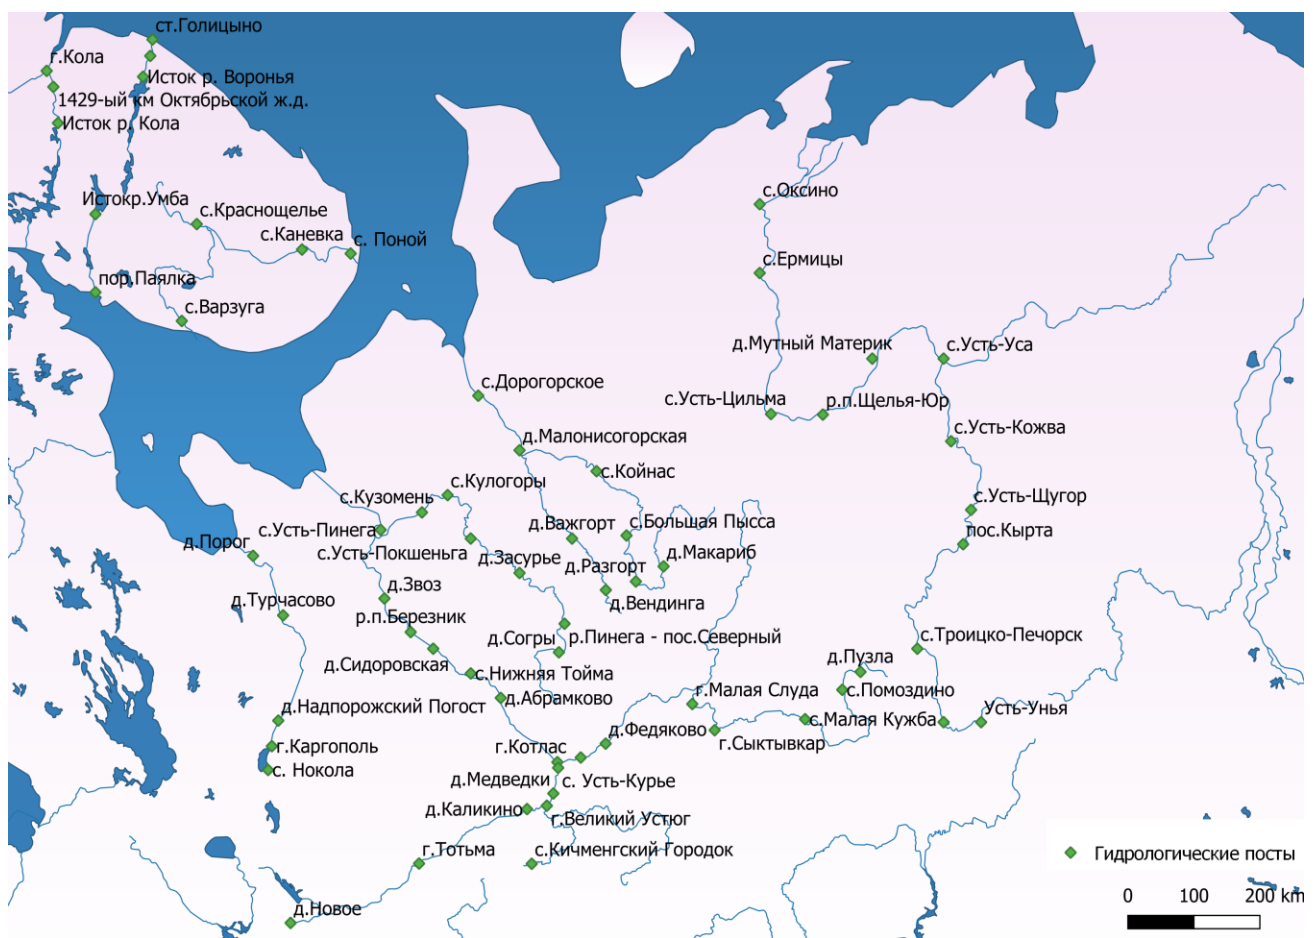 ст.Голицыно
г.Кола
Исток р. Воронья
1429-ый км Октябрьской ж.д.
Исток р. Кола
с.Оксино
Истокр.Умба
с.Краснощелье
с.Каневка
с. Поной
с.Ермицы
пор.Паялка
с.Варзуга
д.Мутный Материк
с.Усть-Уса
с.Дорогорское
с.Усть-Цильма
р.п.Щелья-Юр
д.Малонисогорская
с.Усть-Кожва
с.Койнас
с.Кулогоры
с.Кузомень
с.Усть-Щугор
с.Большая Пысса
с.Усть-Пинега
д.Важгорт
пос.Кырта
д.Порог
с.Усть-Покшеньга
д.Засурье
д.Макариб
д.Разгорт
д.Звоз
д.Турчасово
д.Вендинга
р.п.Березник
д.Согры
р.Пинега - пос.Северный
с.Троицко-Печорск
д.Сидоровская
с.Нижняя Тойма
д.Пузла
д.Абрамково
г.Малая Слуда
с.Помоздино
д.Надпорожский Погост
с.Малая Кужба
Усть-Унья
д.Федяково
г.Сыктывкар
г.Каргополь
г.Котлас
с. Нокола
д.Медведки
с. Усть-Курье
д.Каликино
г.Великий Устюг
г.Тотьма
с.Кичменгский Городок
Гидрологические посты
0 100 200 km
д.Новое